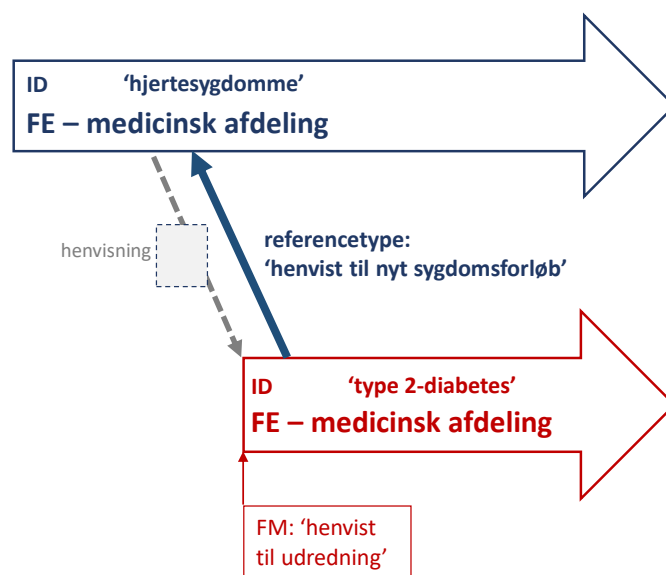 ID ‘hjertesygdomme’
FE – medicinsk afdeling
henvisning
referencetype:
‘henvist til nyt sygdomsforløb’
ID ‘type 2-diabetes’
FE – medicinsk afdeling
FM: ‘henvist
til udredning’